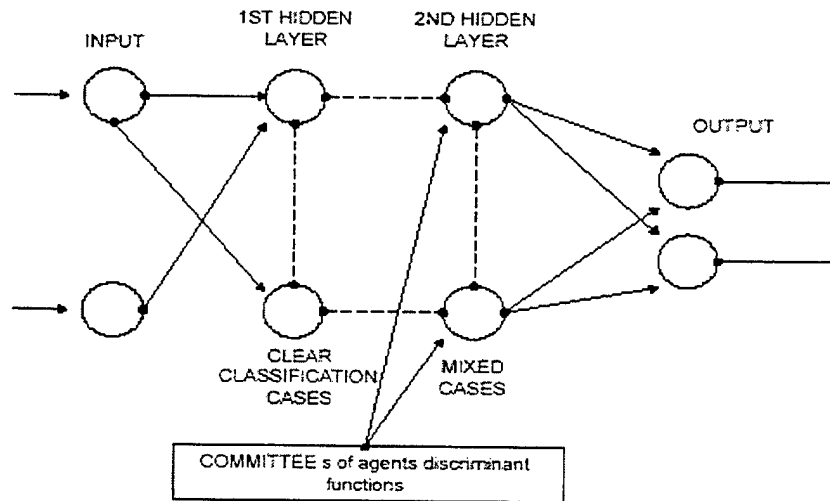 INPUT
1ST HIDDEN
LAYER
2ND HIDDEN
LAYER
OUTPUT
CLEAR
CLASSIFICATION
CASES
MIXED
CASES
COMMITTEE s of agents discriminant
functions